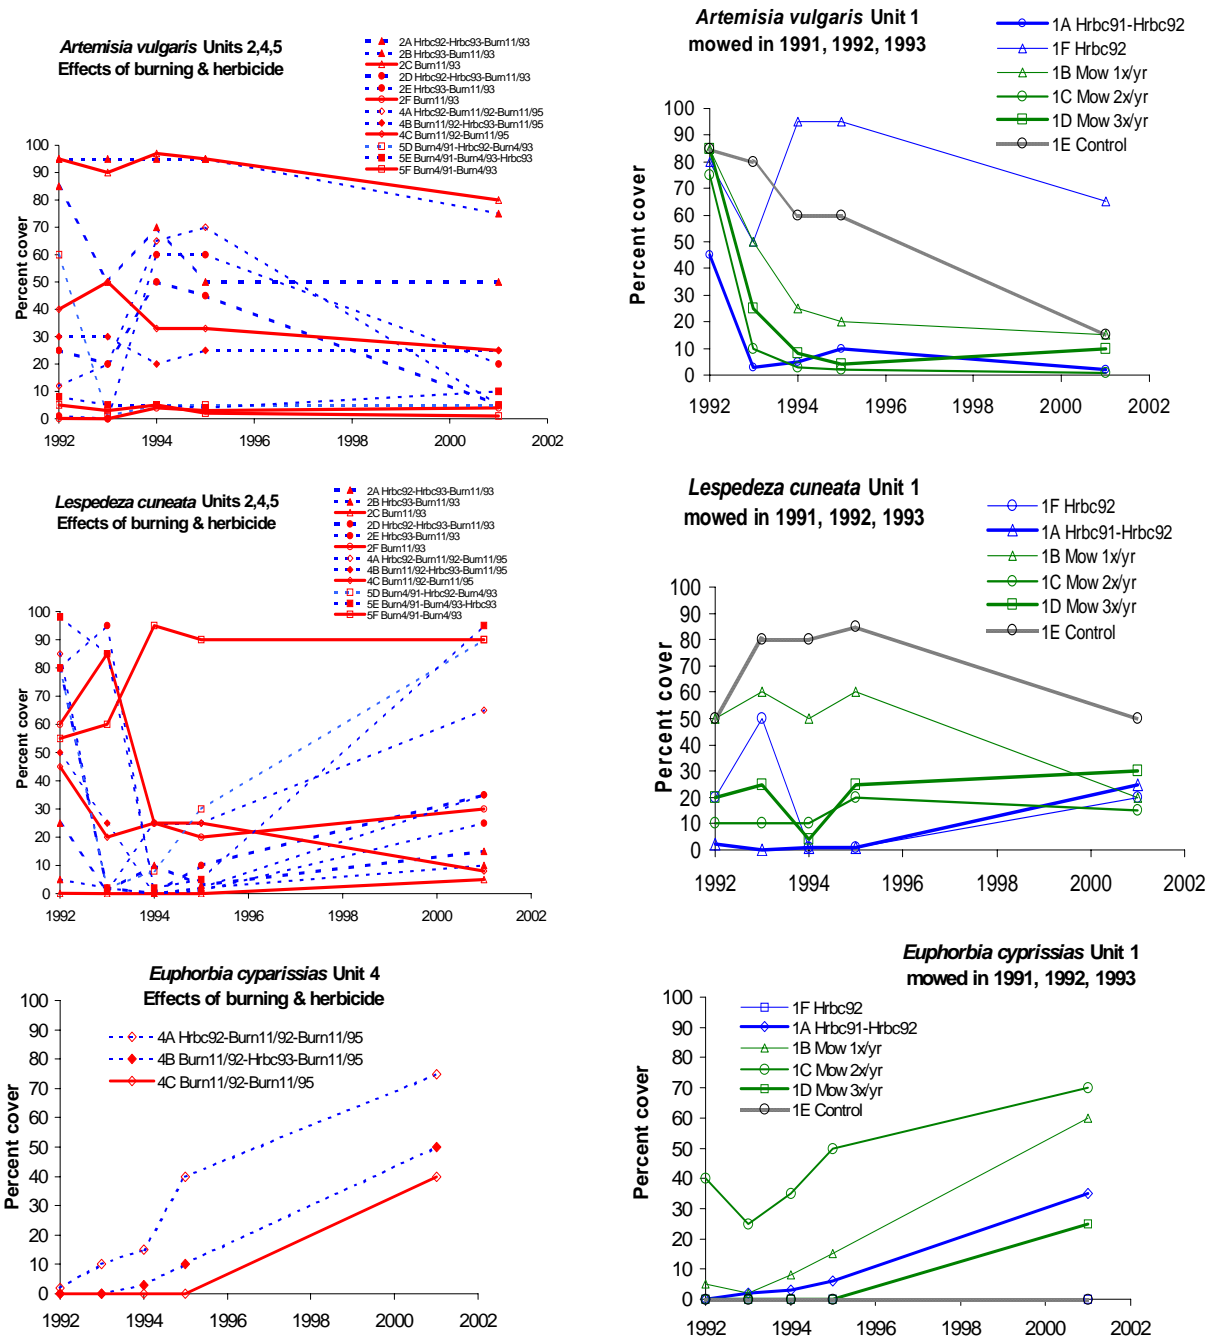 Artemisia vulgaris Units 2,4,5
Effects of burning & herbicide
2A Hrbc92-Hrbc93-Burn11/93
2B Hrbc93-Burn11/93
2C Burn11/93
2D Hrbc92-Hrbc93-Burn11/93
2E Hrbc93-Burn11/93
2F Burn11/93
4A Hrbc92-Burn11/92-Burn11/95
4B Burn11/92-Hrbc93-Burn11/95
4C Burn11/92-Burn11/95
5D Burn4/91-Hrbc92-Burn4/93
5E Burn4/91-Burn4/93-Hrbc93
5F Burn4/91-Burn4/93
Percent cover
100
90
80
70
60
50
40
30
20
10
0
1992 1994 1996 1998 2000 2002
Artemisia vulgaris Unit 1
mowed in 1991, 1992, 1993
1A Hrbc91-Hrbc92
1F Hrbc92
1B Mow 1x/yr
1C Mow 2x/yr
1D Mow 3x/yr
1E Control
Percent cover
100
90
80
70
60
50
40
30
20
10
0
1992 1994 1996 1998 2000 2002
Lespedeza cuneata Units 2,4,5
Effects of burning & herbicide
2A Hrbc92-Hrbc93-Burn11/93
2B Hrbc93-Burn11/93
2C Burn11/93
2D Hrbc92-Hrbc93-Burn11/93
2E Hrbc93-Burn11/93
2F Burn11/93
4A Hrbc92-Burn11/92-Burn11/95
4B Burn11/92-Hrbc93-Burn11/95
4C Burn11/92-Burn11/95
5D Burn4/91-Hrbc92-Burn4/93
5E Burn4/91-Burn4/93-Hrbc93
5F Burn4/91-Burn4/93
Percent cover
100
90
80
70
60
50
40
30
20
10
0
1992 1994 1996 1998 2000 2002
Lespedeza cuneata Unit 1
mowed in 1991, 1992, 1993
1F Hrbc92
1A Hrbc91-Hrbc92
1B Mow 1x/yr
1C Mow 2x/yr
1D Mow 3x/yr
1E Control
Percent cover
100
90
80
70
60
50
40
30
20
10
0
1992 1994 1996 1998 2000 2002
Euphorbia cyparissias Unit 4
Effects of burning & herbicide
4A Hrbc92-Burn11/92-Burn11/95
4B Burn11/92-Hrbc93-Burn11/95
4C Burn11/92-Burn11/95
Percent cover
100
90
80
70
60
50
40
30
20
10
0
1992 1994 1996 1998 2000 2002
Euphorbia cyprissias Unit 1
mowed in 1991, 1992, 1993
1F Hrbc92
1A Hrbc91-Hrbc92
1B Mow 1x/yr
1C Mow 2x/yr
1D Mow 3x/yr
1E Control
Percent cover
100
90
80
70
60
50
40
30
20
10
0
1992 1994 1996 1998 2000 2002